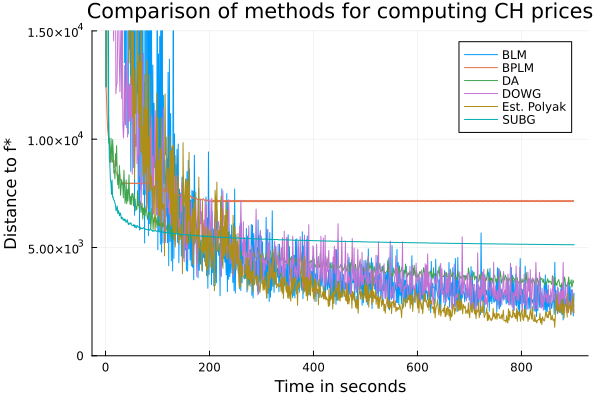 Comparison of methods for computing CH prices
1.50×10⁴
1.00×10⁴
5.00×10³
0
Distance to f*
BLM
BPLM
DA
DOWG
Est. Polyak
SUBG
0
200
400
600
800
Time in seconds